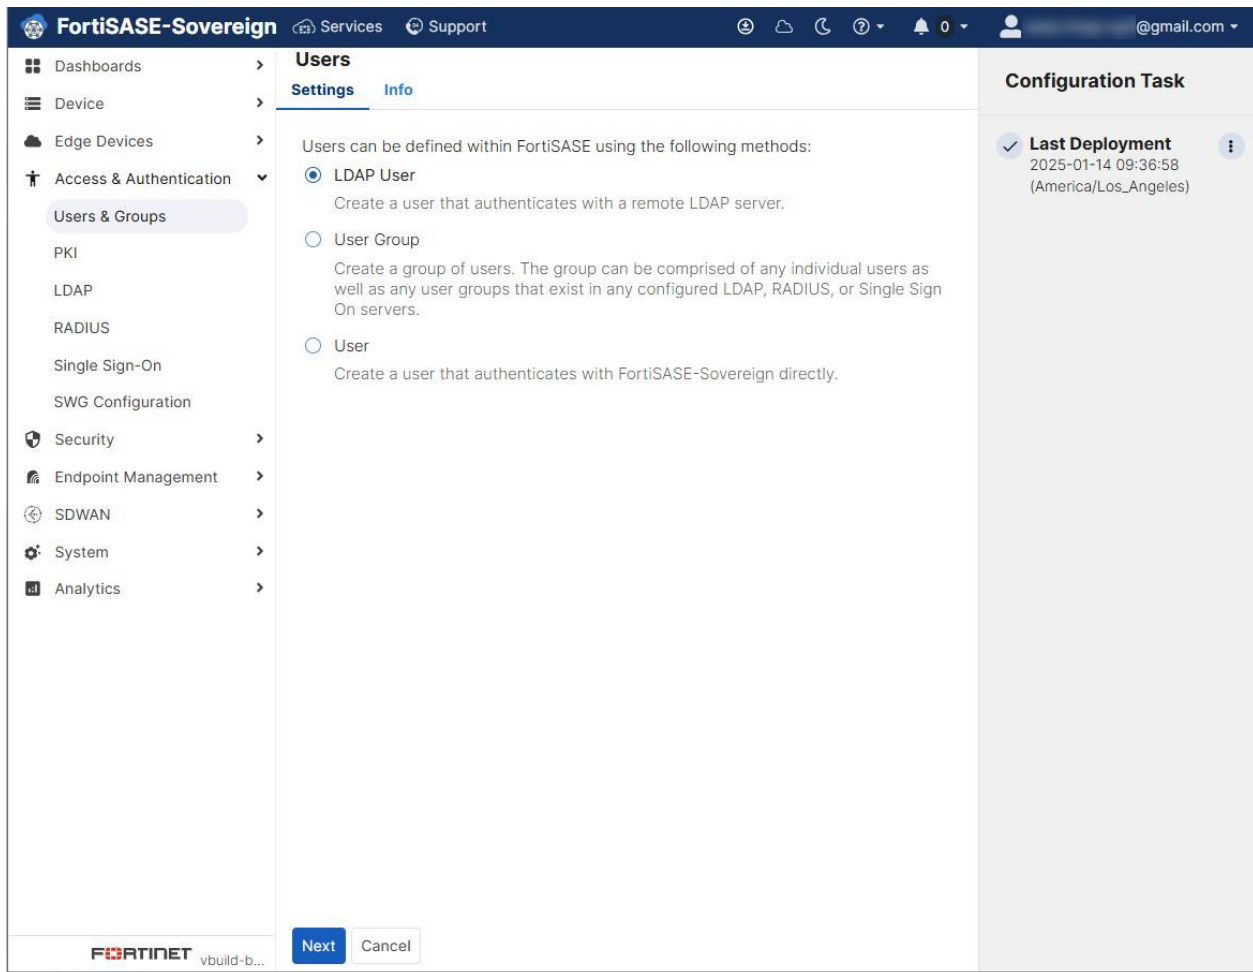 FortiSASE-Sovereign Services Support 0 @gmail.com
Dashboards
Device
Edge Devices
Access & Authentication
Users & Groups
PKI
LDAP
RADIUS
Single Sign-On
SWG Configuration
Security
Endpoint Management
SDWAN
System
Analytics
FORTINET vbuild-b...
Users
Settings Info
Users can be defined within FortiSASE using the following methods:
LDAP User
Create a user that authenticates with a remote LDAP server.
User Group
Create a group of users. The group can be comprised of any individual users as
well as any user groups that exist in any configured LDAP, RADIUS, or Single Sign
On servers.
User
Create a user that authenticates with FortiSASE-Sovereign directly.
Next Cancel
Configuration Task
Last Deployment
2025-01-14 09:36:58
(America/Los_Angeles)